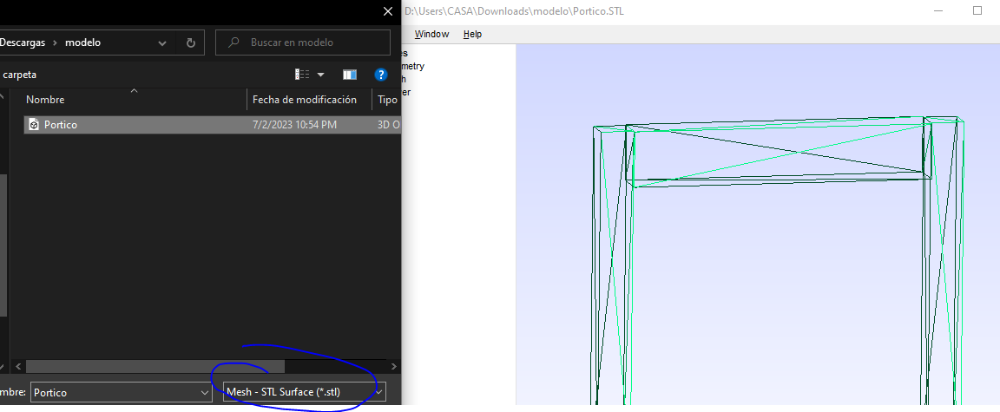 D:\Users\CASA\Downloads\modelo\Portico.STL
Descargas > modelo
Buscar en modelo
Window Help
carpeta
es
metry
h
er
Nombre Fecha de modificación Tipo
Portico 7/2/2023 10:54 PM 3D O
mbre: Portico Mesh - STL Surface (*.stl)